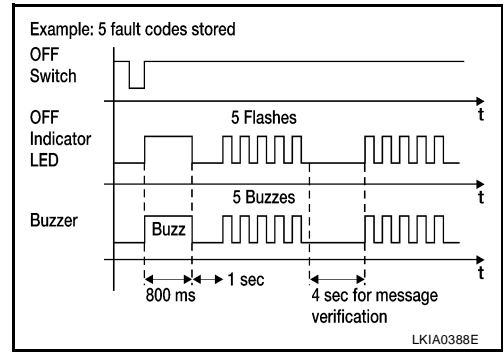 Example: 5 fault codes stored
OFF
Switch
t
OFF
Indicator
LED
5 Flashes
t
Buzzer
5 Buzzes
Buzz
t
800 ms
1 sec
4 sec for message
verification
LKIA0388E